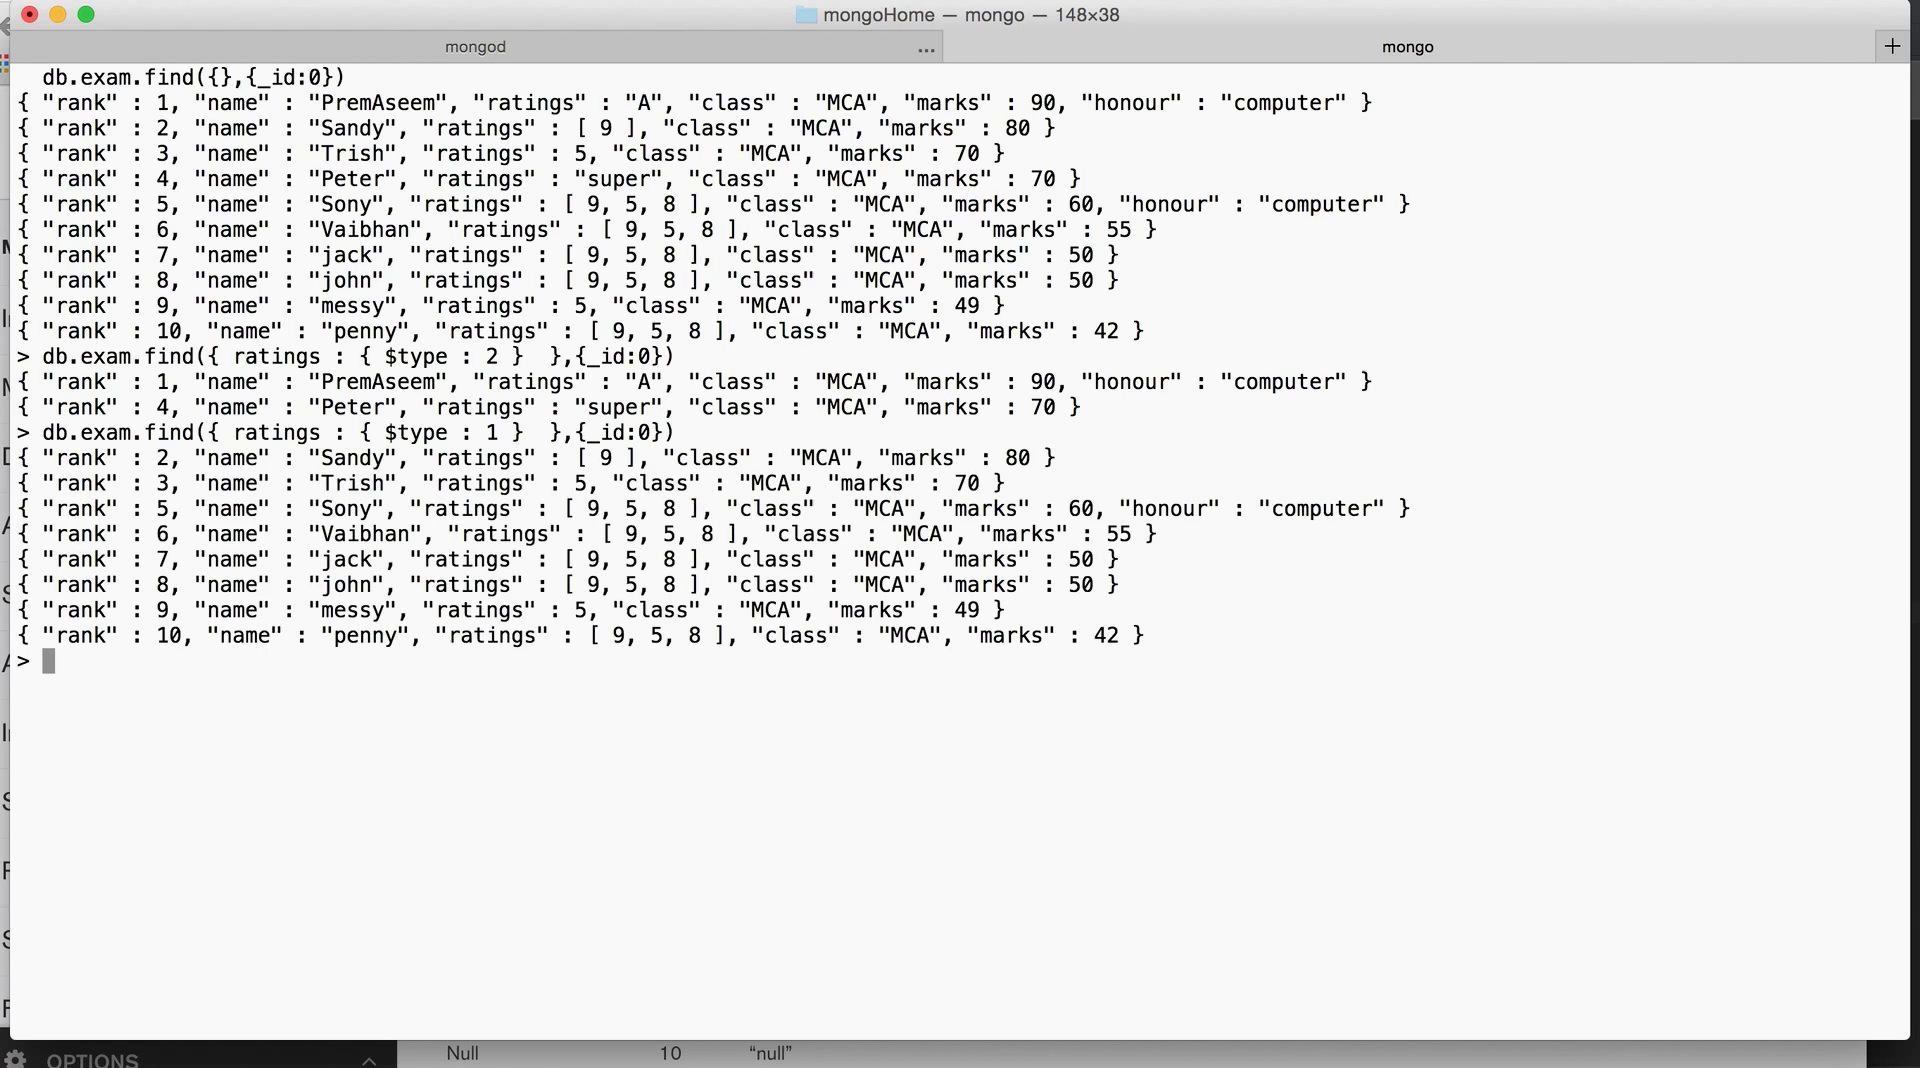 mongoHome — mongo — 148×38
mongod ... mongo +
db.exam.find({},{_id:0})
{ "rank" : 1, "name" : "PremAseem", "ratings" : "A", "class" : "MCA", "marks" : 90, "honour" : "computer" }
{ "rank" : 2, "name" : "Sandy", "ratings" : [ 9 ], "class" : "MCA", "marks" : 80 }
{ "rank" : 3, "name" : "Trish", "ratings" : 5, "class" : "MCA", "marks" : 70 }
{ "rank" : 4, "name" : "Peter", "ratings" : "super", "class" : "MCA", "marks" : 70 }
{ "rank" : 5, "name" : "Sony", "ratings" : [ 9, 5, 8 ], "class" : "MCA", "marks" : 60, "honour" : "computer" }
{ "rank" : 6, "name" : "Vaibhan", "ratings" : [ 9, 5, 8 ], "class" : "MCA", "marks" : 55 }
{ "rank" : 7, "name" : "jack", "ratings" : [ 9, 5, 8 ], "class" : "MCA", "marks" : 50 }
{ "rank" : 8, "name" : "john", "ratings" : [ 9, 5, 8 ], "class" : "MCA", "marks" : 50 }
{ "rank" : 9, "name" : "messy", "ratings" : 5, "class" : "MCA", "marks" : 49 }
{ "rank" : 10, "name" : "penny", "ratings" : [ 9, 5, 8 ], "class" : "MCA", "marks" : 42 }
> db.exam.find({ ratings : { $type : 2 }  },{_id:0})
{ "rank" : 1, "name" : "PremAseem", "ratings" : "A", "class" : "MCA", "marks" : 90, "honour" : "computer" }
{ "rank" : 4, "name" : "Peter", "ratings" : "super", "class" : "MCA", "marks" : 70 }
> db.exam.find({ ratings : { $type : 1 }  },{_id:0})
{ "rank" : 2, "name" : "Sandy", "ratings" : [ 9 ], "class" : "MCA", "marks" : 80 }
{ "rank" : 3, "name" : "Trish", "ratings" : 5, "class" : "MCA", "marks" : 70 }
{ "rank" : 5, "name" : "Sony", "ratings" : [ 9, 5, 8 ], "class" : "MCA", "marks" : 60, "honour" : "computer" }
{ "rank" : 6, "name" : "Vaibhan", "ratings" : [ 9, 5, 8 ], "class" : "MCA", "marks" : 55 }
{ "rank" : 7, "name" : "jack", "ratings" : [ 9, 5, 8 ], "class" : "MCA", "marks" : 50 }
{ "rank" : 8, "name" : "john", "ratings" : [ 9, 5, 8 ], "class" : "MCA", "marks" : 50 }
{ "rank" : 9, "name" : "messy", "ratings" : 5, "class" : "MCA", "marks" : 49 }
{ "rank" : 10, "name" : "penny", "ratings" : [ 9, 5, 8 ], "class" : "MCA", "marks" : 42 }
>
OPTIONS Null 10 “null”